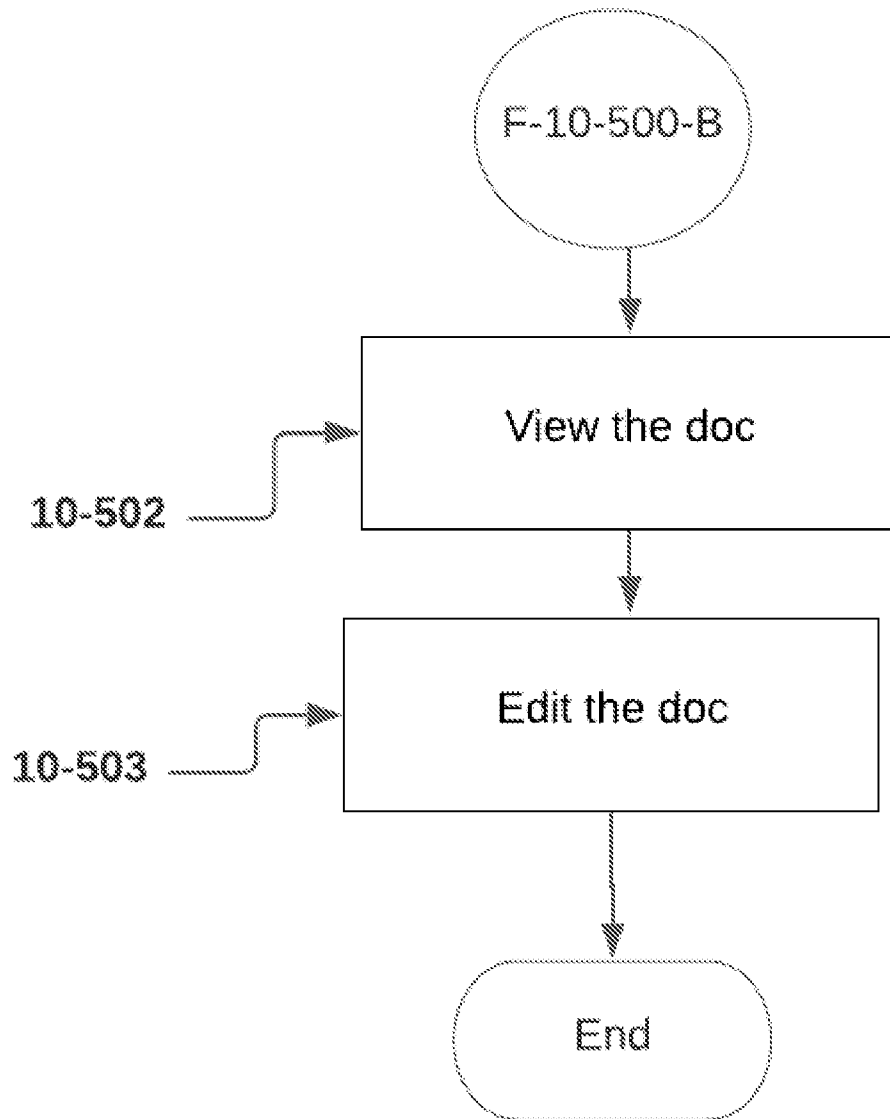 F-10-500-B
View the doc
10-502
Edit the doc
10-503
End